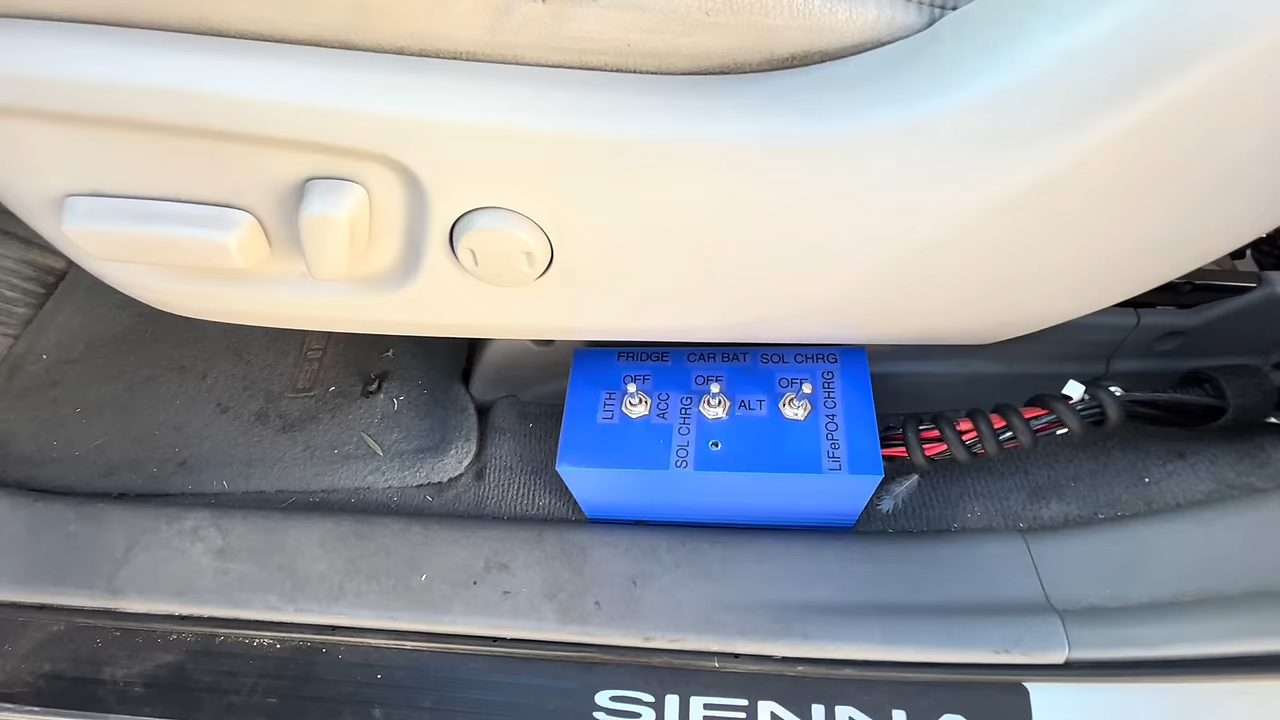 FRIDGE CAR BAT SOL CHRG
OFF OFF OFF
LITH
ACC
SOL CHRG
ALT
LiFePO4 CHRG
SIENNA